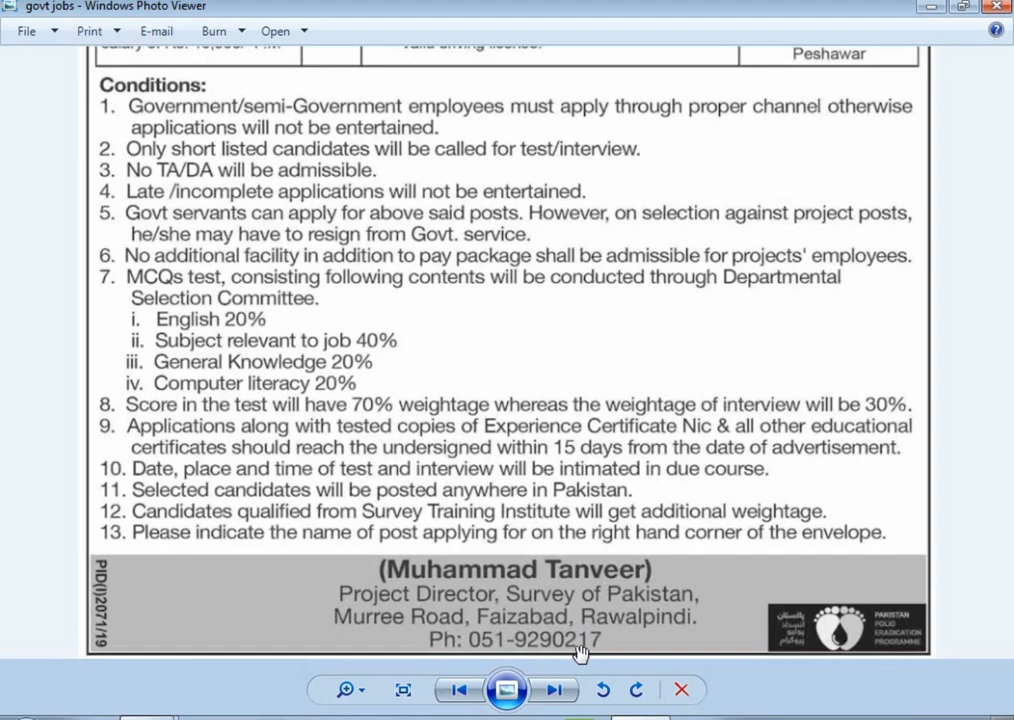 govt jobs - Windows Photo Viewer
File Print E-mail Burn Open
valid driving license.
Peshawar
Conditions:
1. Government/semi-Government employees must apply through proper channel otherwise
applications will not be entertained.
2. Only short listed candidates will be called for test/interview.
3. No TA/DA will be admissible.
4. Late /incomplete applications will not be entertained.
5. Govt servants can apply for above said posts. However, on selection against project posts,
he/she may have to resign from Govt. service.
6. No additional facility in addition to pay package shall be admissible for projects' employees.
7. MCQs test, consisting following contents will be conducted through Departmental
Selection Committee.
i. English 20%
ii. Subject relevant to job 40%
iii. General Knowledge 20%
iv. Computer literacy 20%
8. Score in the test will have 70% weightage whereas the weightage of interview will be 30%.
9. Applications along with tested copies of Experience Certificate Nic & all other educational
certificates should reach the undersigned within 15 days from the date of advertisement.
10. Date, place and time of test and interview will be intimated in due course.
11. Selected candidates will be posted anywhere in Pakistan.
12. Candidates qualified from Survey Training Institute will get additional weightage.
13. Please indicate the name of post applying for on the right hand corner of the envelope.
PID(I)2071/19
(Muhammad Tanveer)
Project Director, Survey of Pakistan,
Murree Road, Faizabad, Rawalpindi.
Ph: 051-9290217
پاکستان
انسداد
پولیو
پروگرام
PAKISTAN
POLIO
ERADICATION
PROGRAMME